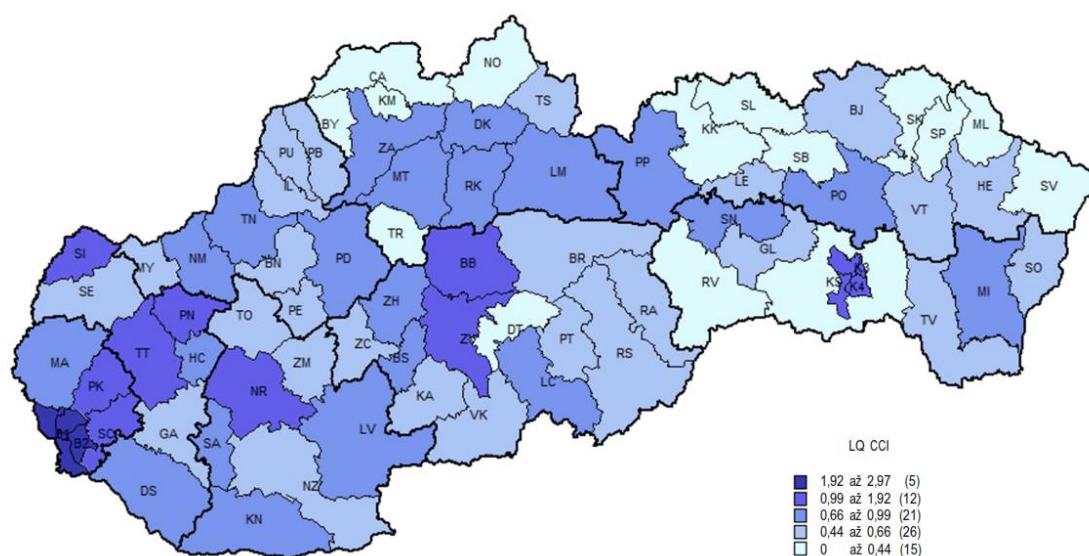 NO
CA
KM
TS
BY
SL
BJ
SK
SP
ML
KK
DK
ZA
PU
PB
SB
LM
PP
MT
RK
LE
HE
IL
PO
SV
TN
VT
SN
TR
SI
MY
NM
BN
PD
BB
BR
GL
SO
RV
SE
PE
ZH
MI
PN
TO
RA
TV
DT
PT
TT
HC
ZC
BS
MA
ZM
RS
PK
NR
LC
KA
LV
VK
GA
SA
NZ
DS
KN
K4
LQ CCI
1,92 až 2,97 (5)
0,99 až 1,92 (12)
0,66 až 0,99 (21)
0,44 až 0,66 (26)
0 až 0,44 (15)